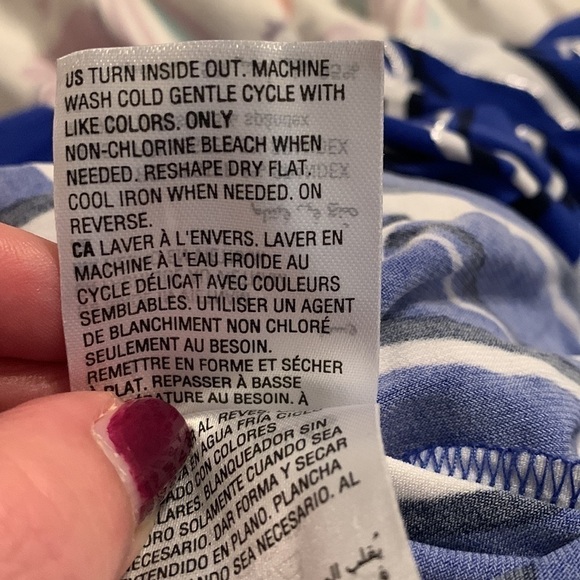 US TURN INSIDE OUT. MACHINE
WASH COLD GENTLE CYCLE WITH
LIKE COLORS. ONLY
NON-CHLORINE BLEACH WHEN
NEEDED. RESHAPE DRY FLAT.
COOL IRON WHEN NEEDED. ON
REVERSE.
CA LAVER À L'ENVERS. LAVER EN
MACHINE À L'EAU FROIDE AU
CYCLE DÉLICAT AVEC COULEURS
SEMBLABLES. UTILISER UN AGENT
DE BLANCHIMENT NON CHLORÉ
SEULEMENT AU BESOIN.
REMETTRE EN FORME ET SÉCHER
À PLAT. REPASSER À BASSE
AU BESOIN. À
AL
AGUA FRÍA
CON COLORES
BLANQUEADOR SIN
SOLAMENTE CUANDO SEA
DAR FORMA Y SECAR
EN PLANO. PLANCHA
SEA NECESARIO. AL